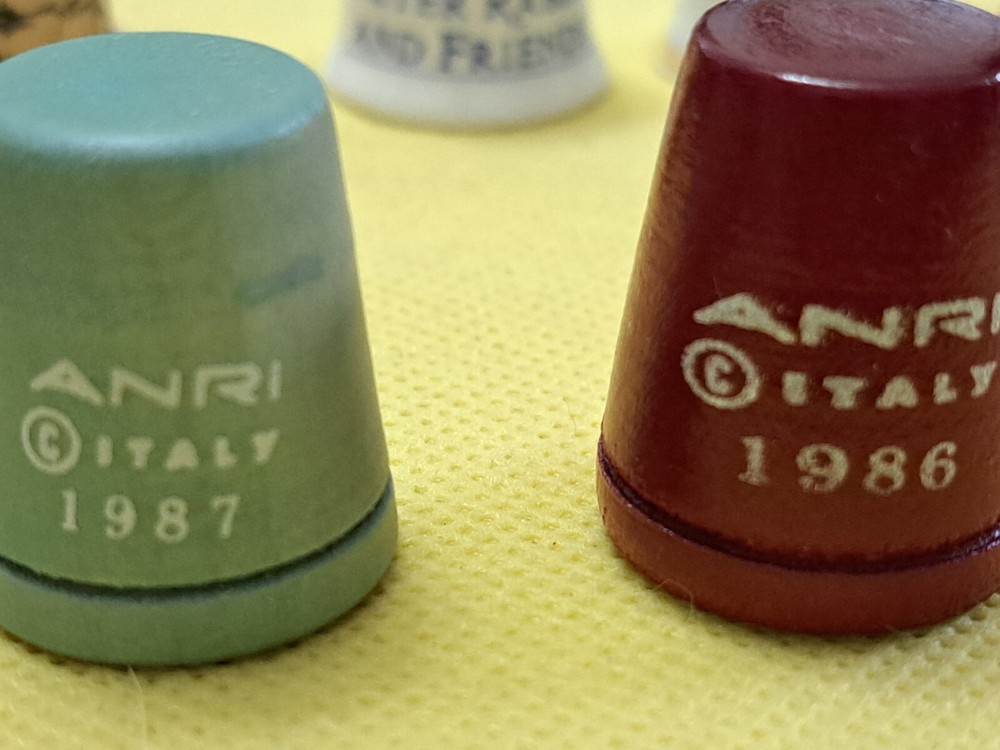 AND FRIENDS
ANRI
© ITALY
1987
ANRI
© ITALY
1986